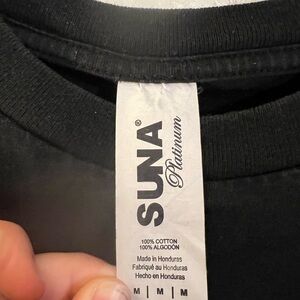 SUNA®
Platinum
100% COTTON
100% ALGODÓN
Made in Honduras
Fabriqué au Honduras
Hecho en Honduras
M | M | M